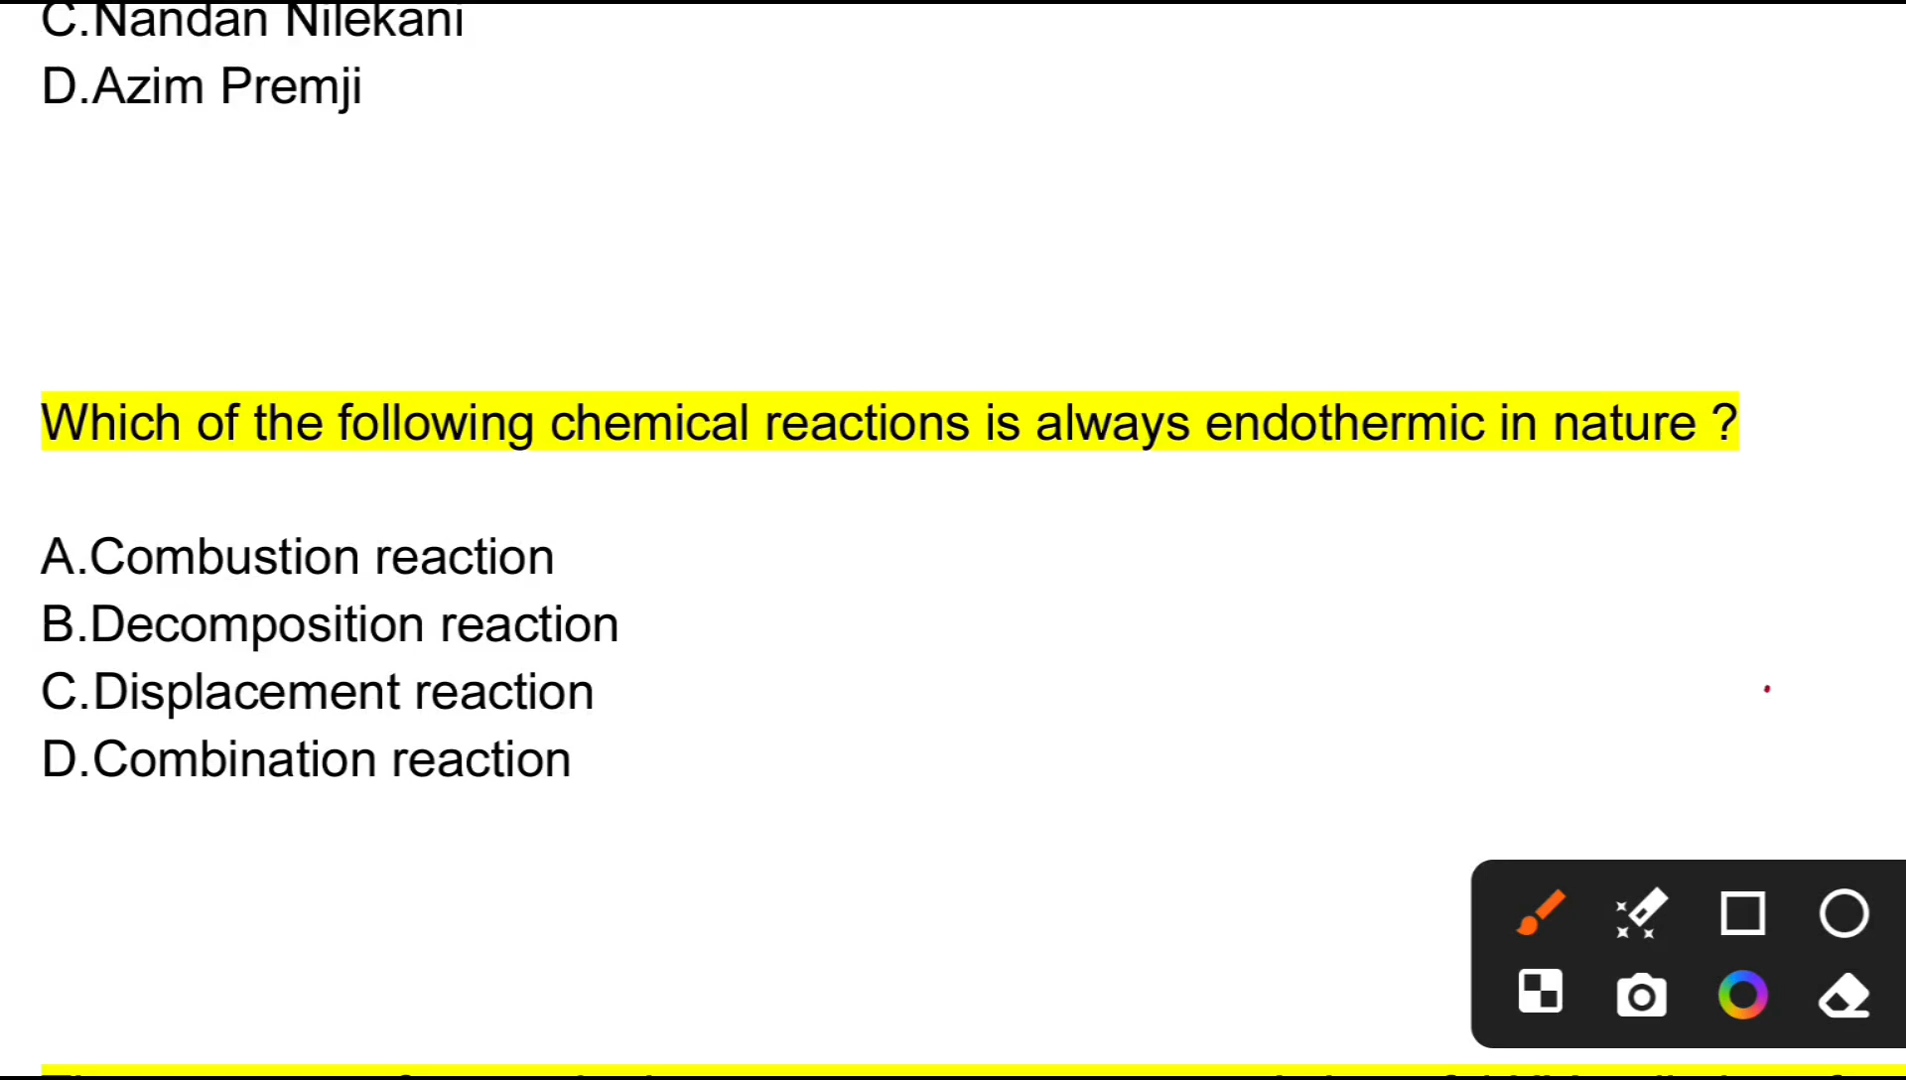 C.Nandan Nilekani
D.Azim Premji
Which of the following chemical reactions is always endothermic in nature ?
A.Combustion reaction
B.Decomposition reaction
C.Displacement reaction
D.Combination reaction